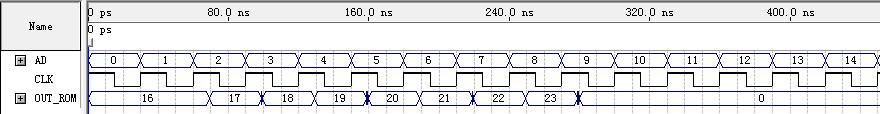 Name
0 ps 80.0 ns 160.0 ns 240.0 ns 320.0 ns 400.0 ns
0 ps
AD 0 1 2 3 4 5 6 7 8 9 10 11 12 13 14
CLK
OUT_ROM 16 17 18 19 20 21 22 23 0